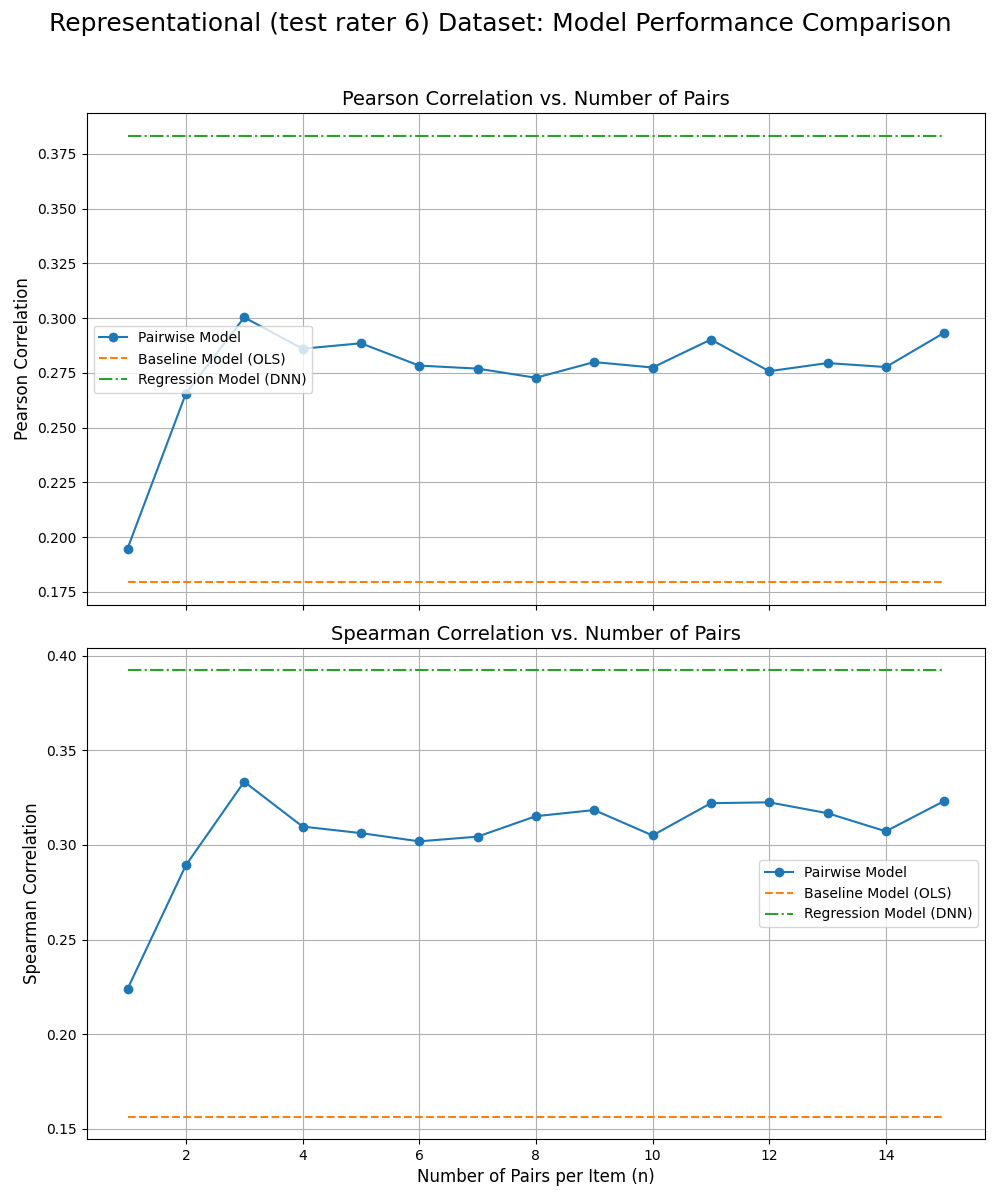 Representational (test rater 6) Dataset: Model Performance Comparison
Pearson Correlation vs. Number of Pairs
Pearson Correlation
0.375
0.350
0.325
0.300
0.275
0.250
0.225
0.200
0.175
Pairwise Model
Baseline Model (OLS)
Regression Model (DNN)
Spearman Correlation vs. Number of Pairs
Spearman Correlation
0.40
0.35
0.30
0.25
0.20
0.15
Pairwise Model
Baseline Model (OLS)
Regression Model (DNN)
2 4 6 8 10 12 14
Number of Pairs per Item (n)